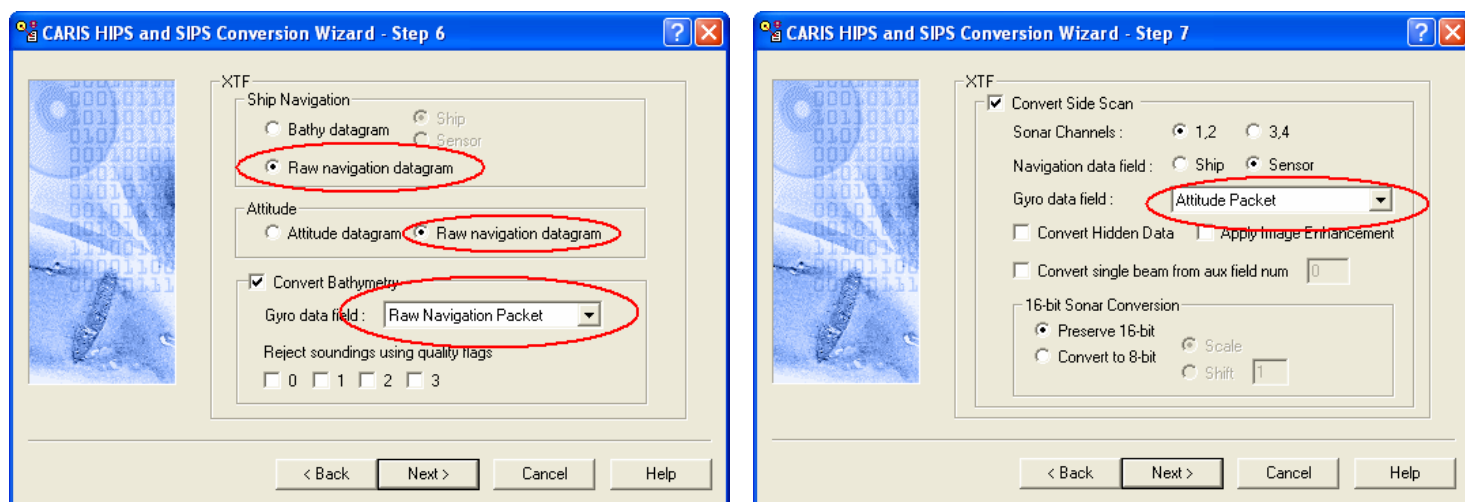 CARIS HIPS and SIPS Conversion Wizard - Step 6
XTF
Ship Navigation
Bathy datagram
Ship
Sensor
Raw navigation datagram
Attitude
Attitude datagram
Raw navigation datagram
Convert Bathymetry
Gyro data field :
Raw Navigation Packet
Reject soundings using quality flags
0
1
2
3
< Back
Next >
Cancel
Help
CARIS HIPS and SIPS Conversion Wizard - Step 7
XTF
Convert Side Scan
Sonar Channels :
1,2
3,4
Navigation data field :
Ship
Sensor
Gyro data field :
Attitude Packet
Convert Hidden Data
Apply Image Enhancement
Convert single beam from aux field num
0
16-bit Sonar Conversion
Preserve 16-bit
Convert to 8-bit
Scale
Shift
1
< Back
Next >
Cancel
Help